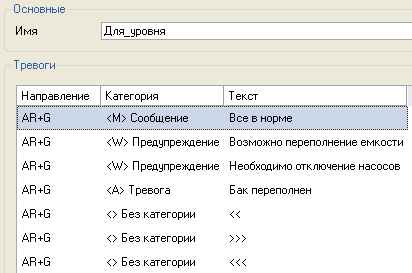 Основные
Имя Для_уровня
Тревоги
Направление Категория Текст
AR+G <M> Сообщение Все в норме
AR+G <W> Предупреждение Возможно переполнение емкости
AR+G <W> Предупреждение Необходимо отключение насосов
AR+G <A> Тревога Бак переполнен
AR+G <> Без категории <<
AR+G <> Без категории >>>
AR+G <> Без категории <<<